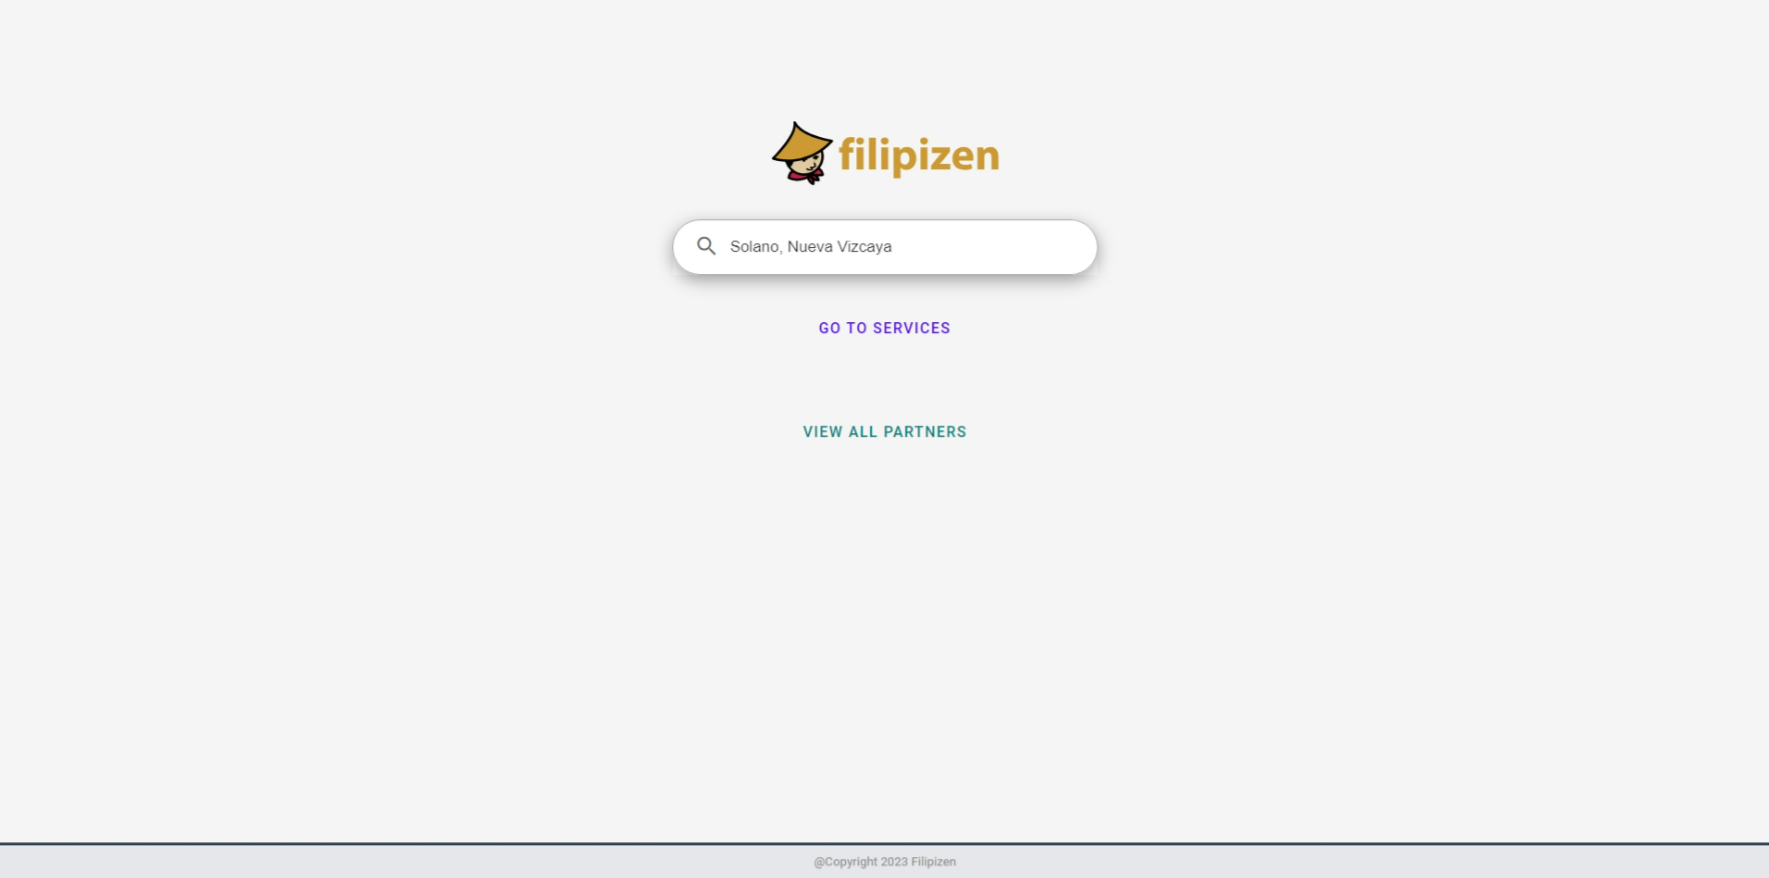 filipizen
Solano, Nueva Vizcaya
GO TO SERVICES
VIEW ALL PARTNERS
@Copyright 2023 Filipizen